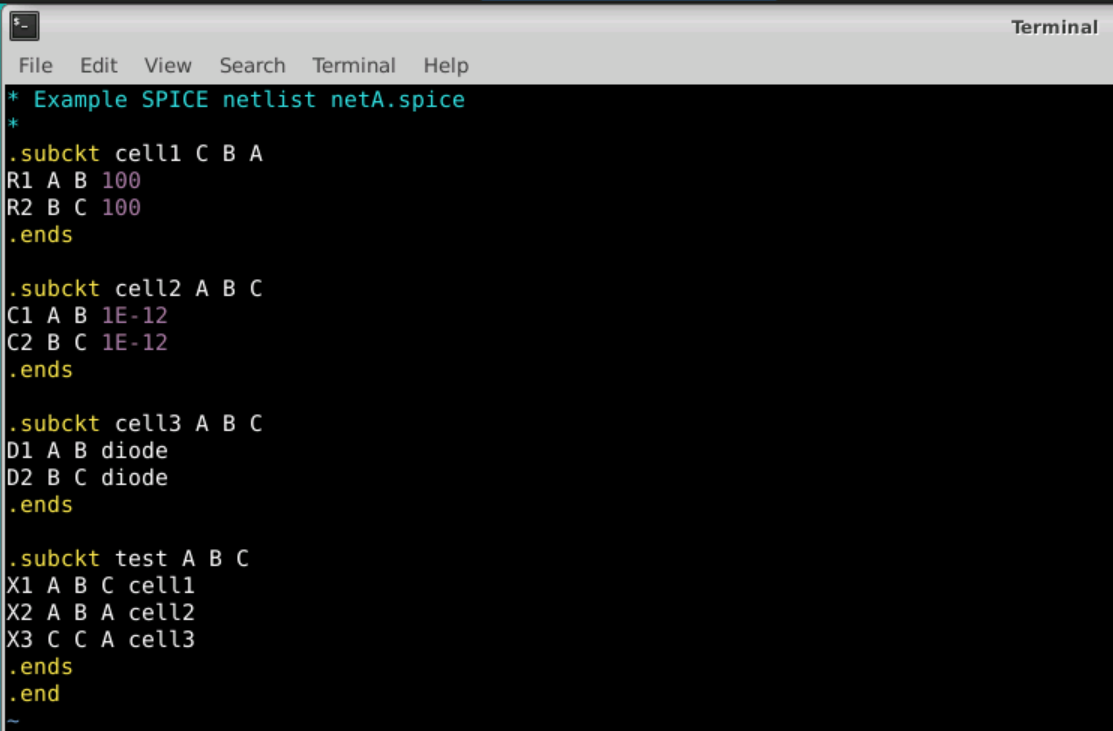 Terminal
File Edit View Search Terminal Help
* Example SPICE netlist netA.spice
*
.subckt cell1 C B A
R1 A B 100
R2 B C 100
.ends
.subckt cell2 A B C
C1 A B 1E-12
C2 B C 1E-12
.ends
.subckt cell3 A B C
D1 A B diode
D2 B C diode
.ends
.subckt test A B C
X1 A B C cell1
X2 A B A cell2
X3 C C A cell3
.ends
.end
~